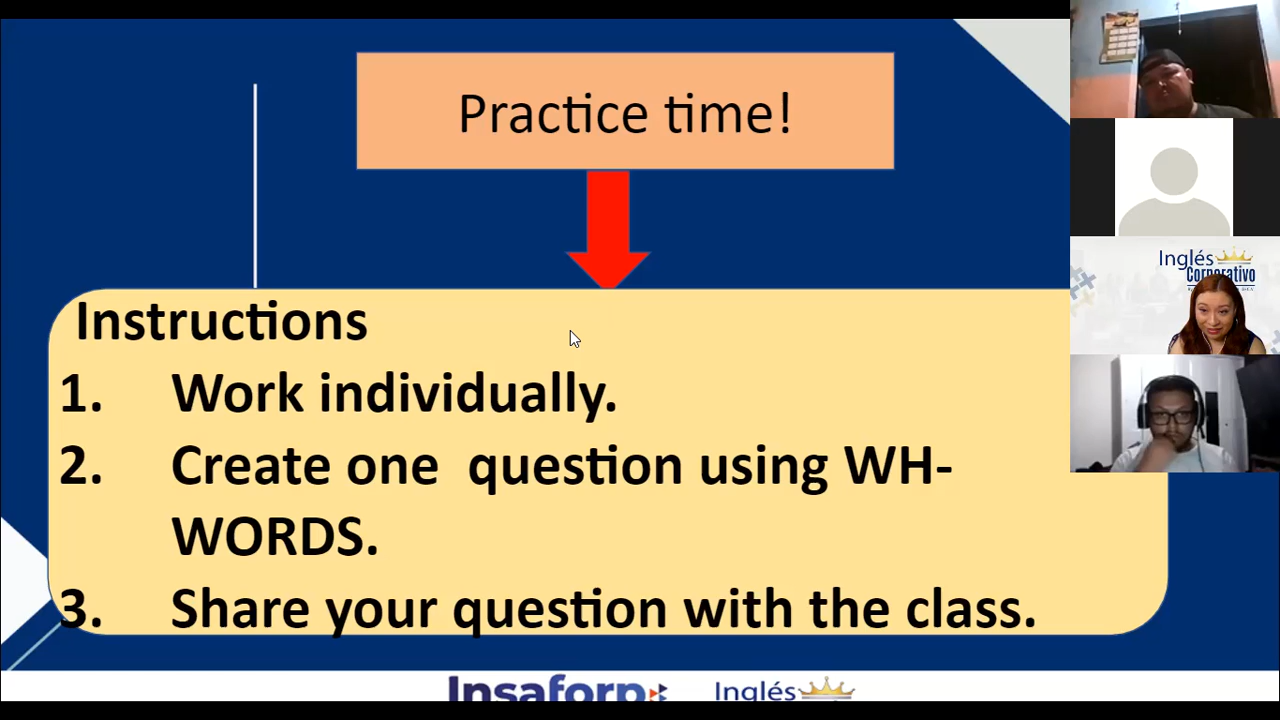 Practice time!
Instructions
1. Work individually.
2. Create one question using WH-
WORDS.
3. Share your question with the class.
Inglés
Corporativo
Insaforp
Inglés